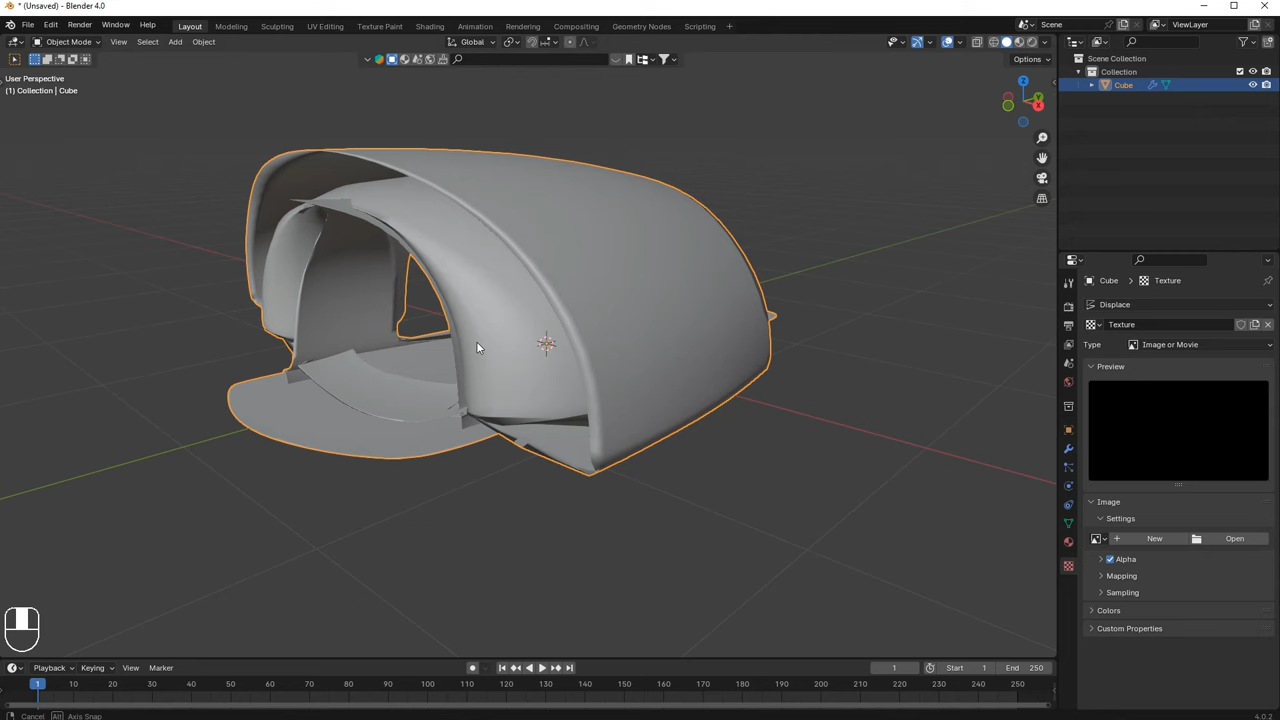 * (Unsaved) - Blender 4.0
File Edit Render Window Help Layout Modeling Sculpting UV Editing Texture Paint Shading Animation Rendering Compositing Geometry Nodes Scripting + Scene ViewLayer
Object Mode View Select Add Object Global
Options
User Perspective
(1) Collection | Cube
Z
Y
X
Scene Collection
Collection
Cube
Cube > Texture
Displace
Texture
Type Image or Movie
Preview
Image
Settings
+ New Open
Alpha
Mapping
Sampling
Colors
Custom Properties
Playback Keying View Marker 1 Start 1 End 250
1 10 20 30 40 50 60 70 80 90 100 110 120 130 140 150 160 170 180 190 200 210 220 230 240 250
Cancel Alt Axis Snap 4.0.2